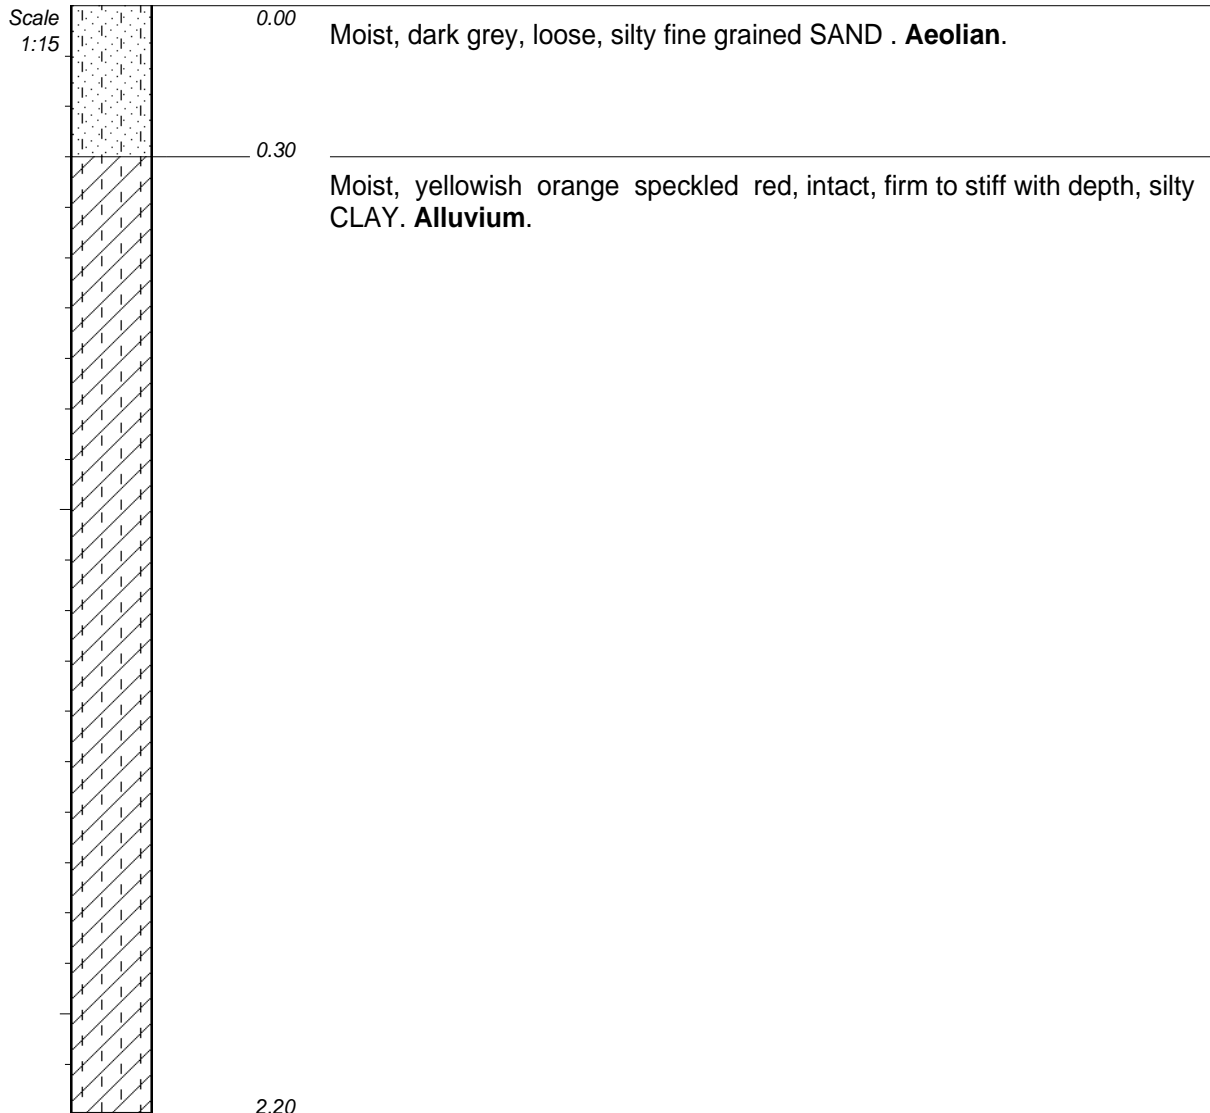 Scale
1:15
0.00
Moist, dark grey, loose, silty fine grained SAND . Aeolian.
0.30
Moist, yellowish orange speckled red, intact, firm to stiff with depth, silty
CLAY. Alluvium.
2.20